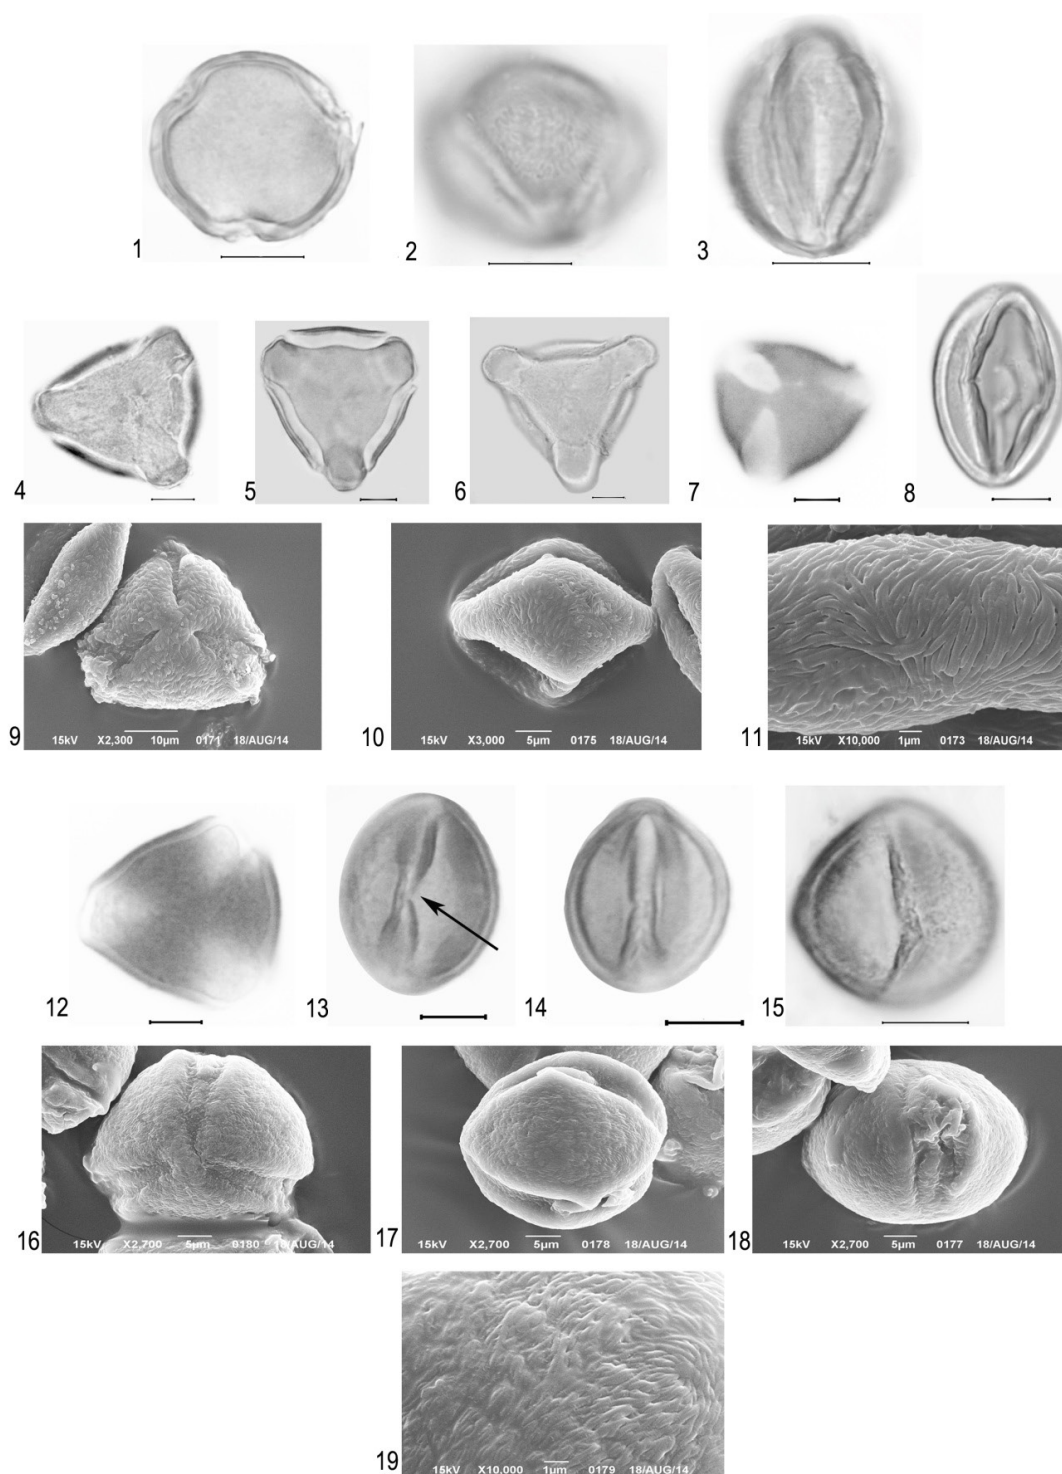 1
2
3
4
5
6
7
8
9
15kV X2,300 10µm 0171 18/AUG/14
10
15kV X3,000 5µm 0175 18/AUG/14
11
15kV X10,000 1µm 0173 18/AUG/14
12
13
14
15
16
15kV X2,700 5µm 0180 18/AUG/14
17
15kV X2,700 5µm 0178 18/AUG/14
18
15kV X2,700 5µm 0177 18/AUG/14
19
15kV X10,000 1µm 0179 18/AUG/14